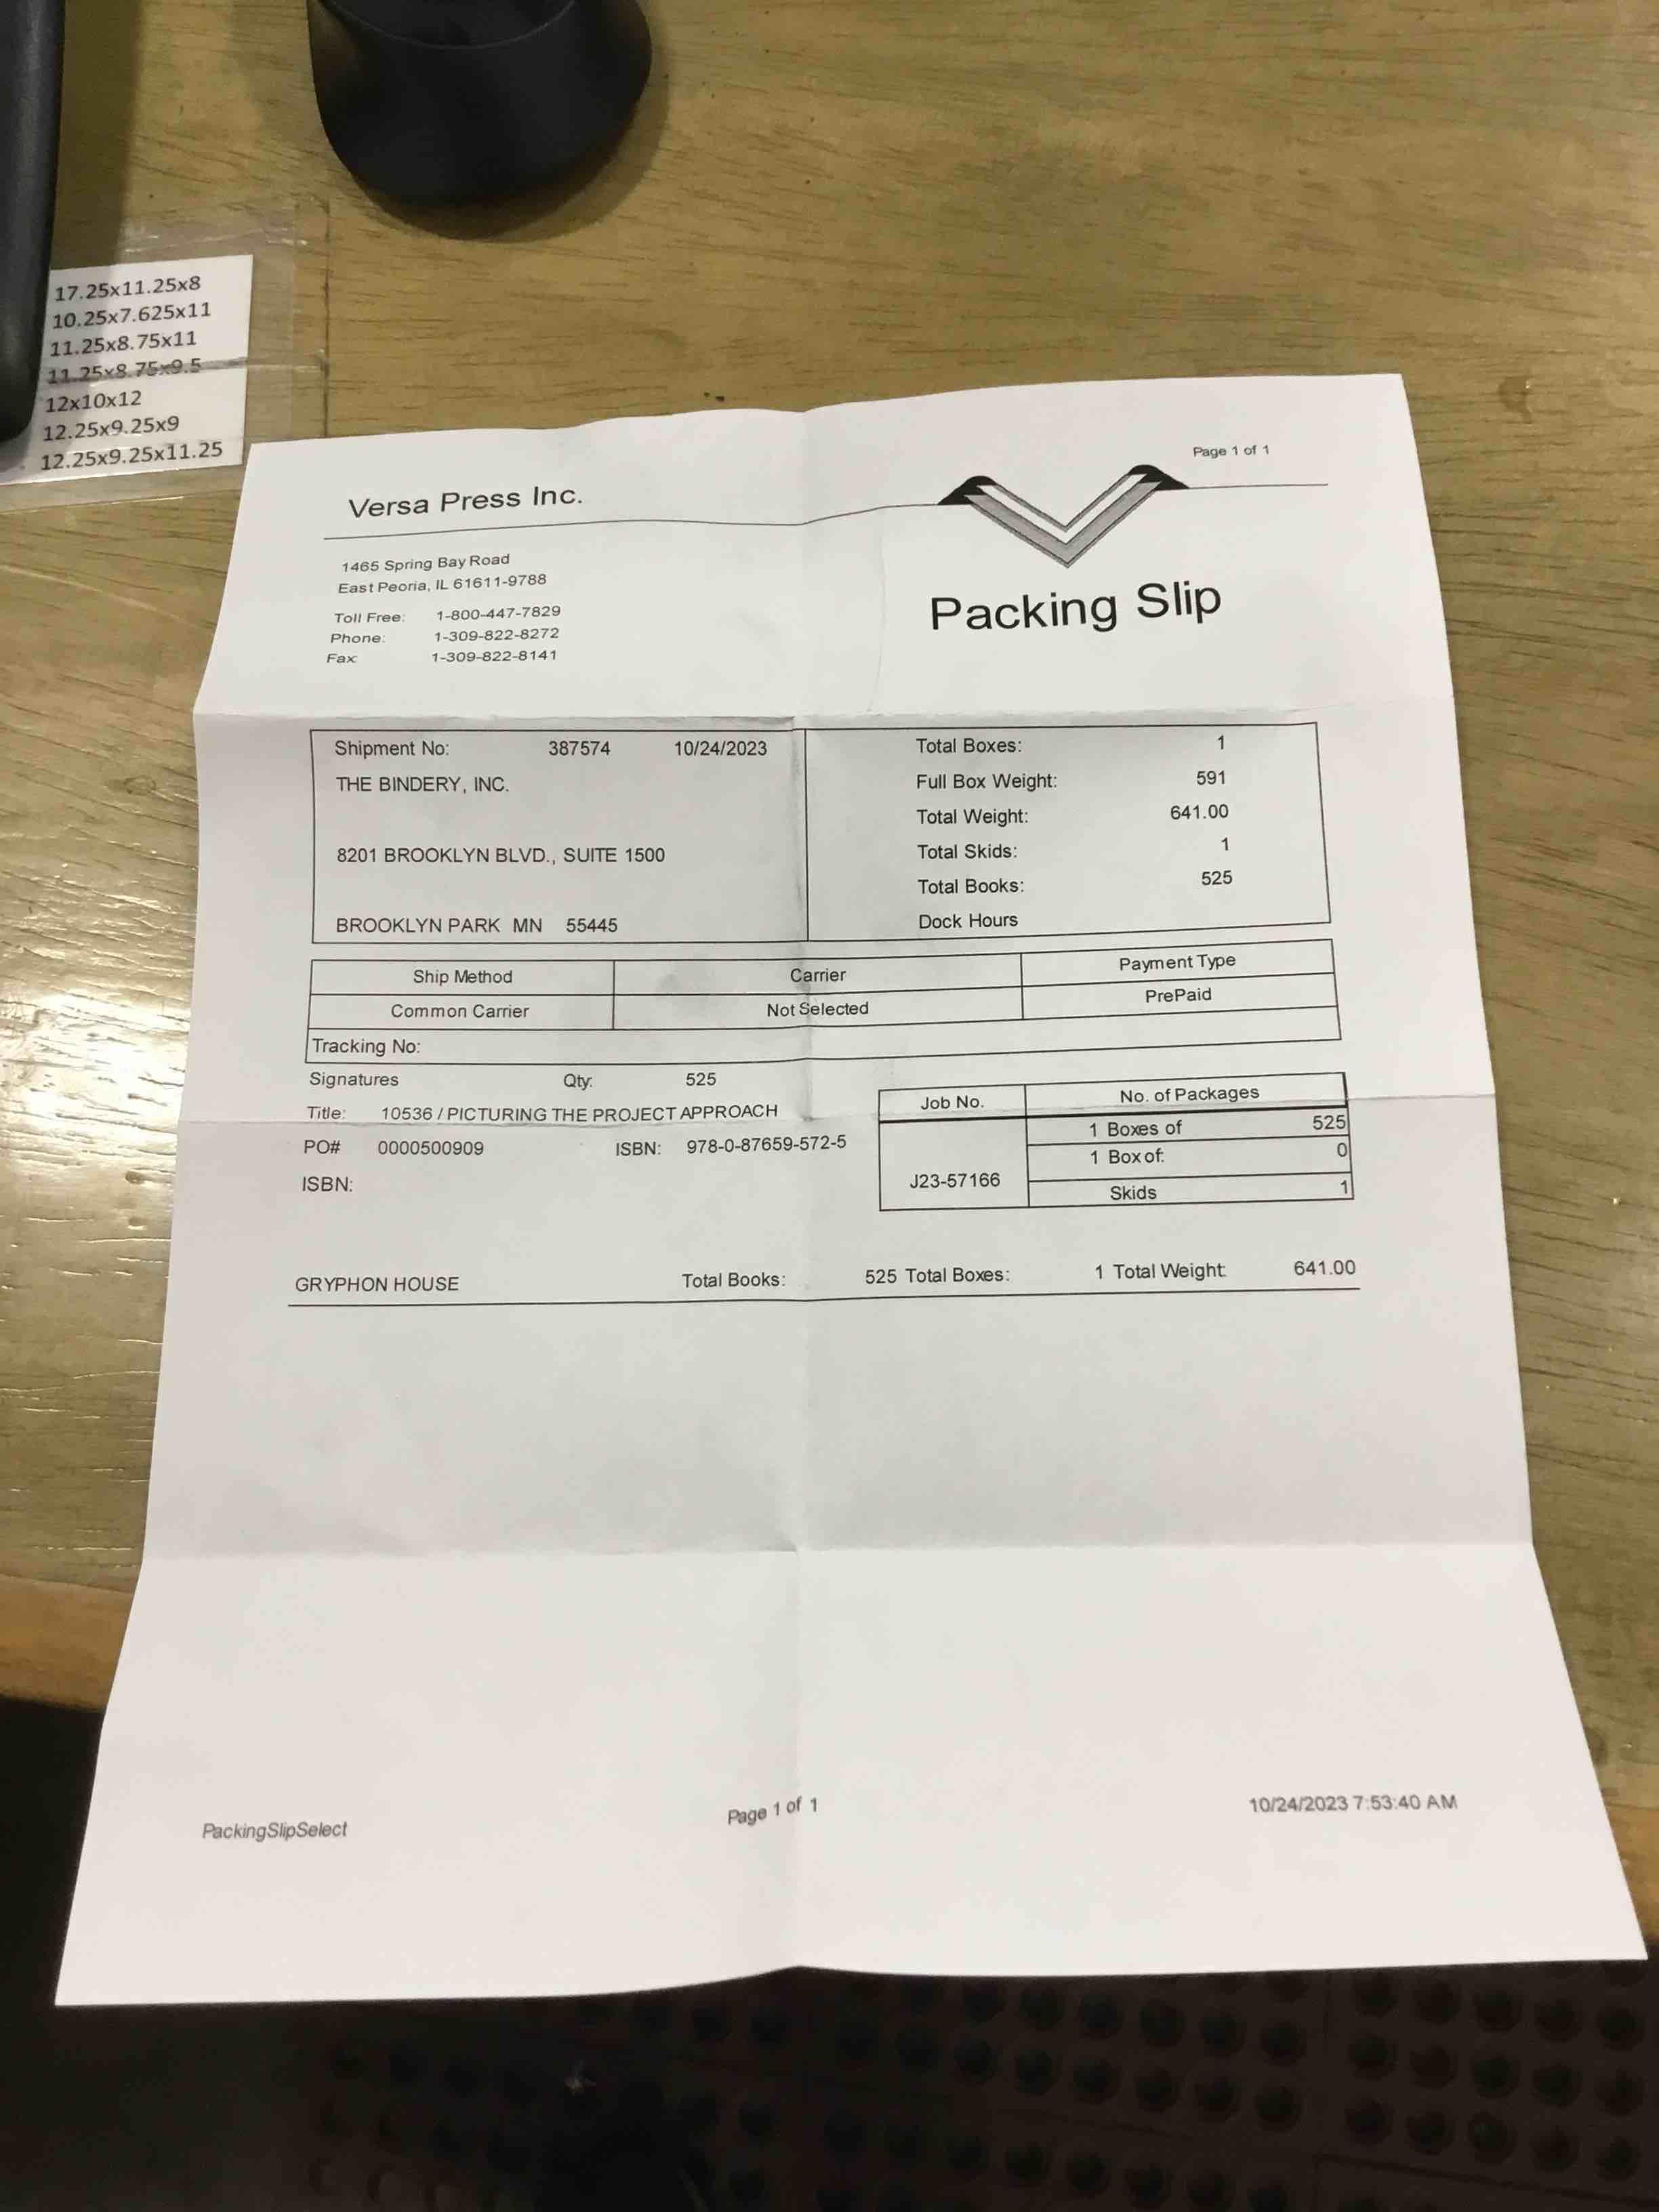 17.25x11.25x8
10.25x7.625x11
11.25x8.75x11
11.25x8.75x9.5
12x10x12
12.25x9.25x9
12.25x9.25x11.25
Page 1 of 1
Versa Press Inc.
1465 Spring Bay Road
East Peoria, IL 61611-9788
Toll Free: 1-800-447-7829
Phone: 1-309-822-8272
Fax: 1-309-822-8141
Packing Slip
Shipment No: 387574 10/24/2023
THE BINDERY, INC.
8201 BROOKLYN BLVD., SUITE 1500
BROOKLYN PARK MN 55445
Total Boxes: 1
Full Box Weight: 591
Total Weight: 641.00
Total Skids: 1
Total Books: 525
Dock Hours
Ship Method Carrier Payment Type
Common Carrier Not Selected PrePaid
Tracking No:
Signatures Qty: 525
Title: 10536 / PICTURING THE PROJECT APPROACH
PO# 0000500909 ISBN: 978-0-87659-572-5
ISBN:
Job No. No. of Packages
1 Boxes of 525
1 Box of: 0
J23-57166
Skids 1
GRYPHON HOUSE Total Books: 525 Total Boxes: 1 Total Weight: 641.00
PackingSlipSelect Page 1 of 1 10/24/2023 7:53:40 AM